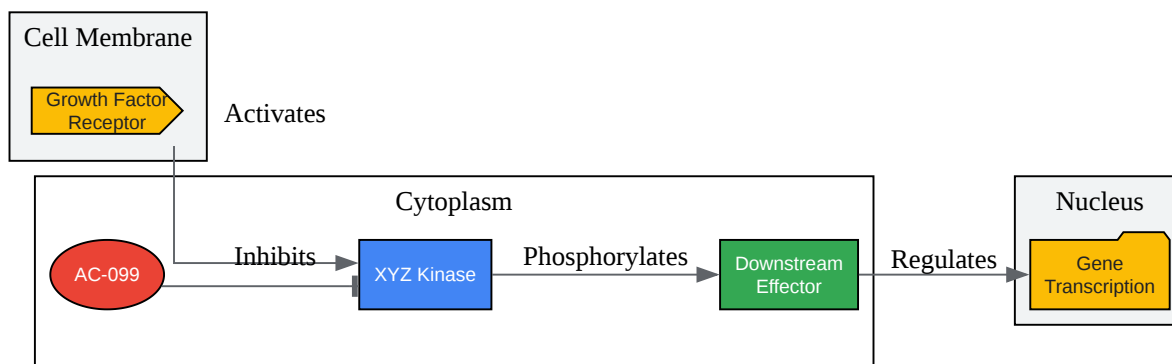 Cell Membrane
Growth Factor
Receptor
Activates
Cytoplasm
Nucleus
AC-099
Inhibits
XYZ Kinase
Phosphorylates
Downstream
Effector
Regulates
Gene
Transcription